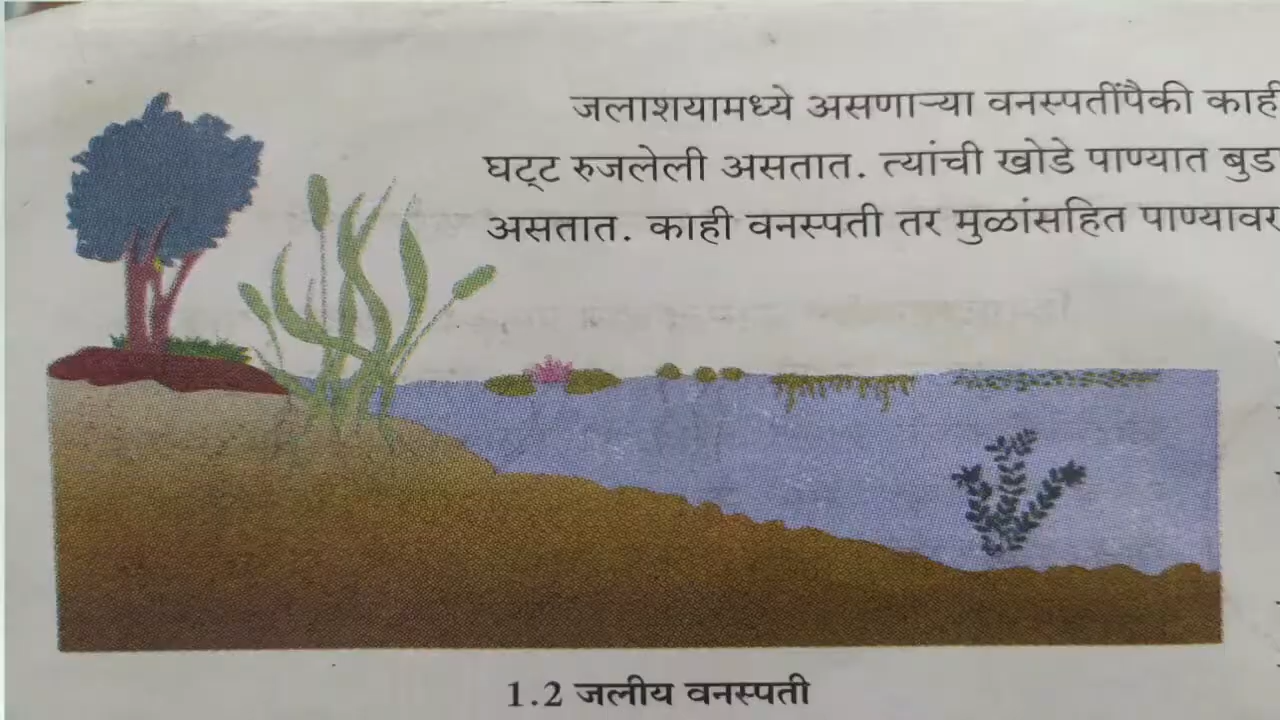 जलाशयामध्ये असणाऱ्या वनस्पतींपैकी काही
घट्ट रुजलेली असतात. त्यांची खोडे पाण्यात बुड
असतात. काही वनस्पती तर मुळांसहित पाण्यावर
1.2 जलीय वनस्पती